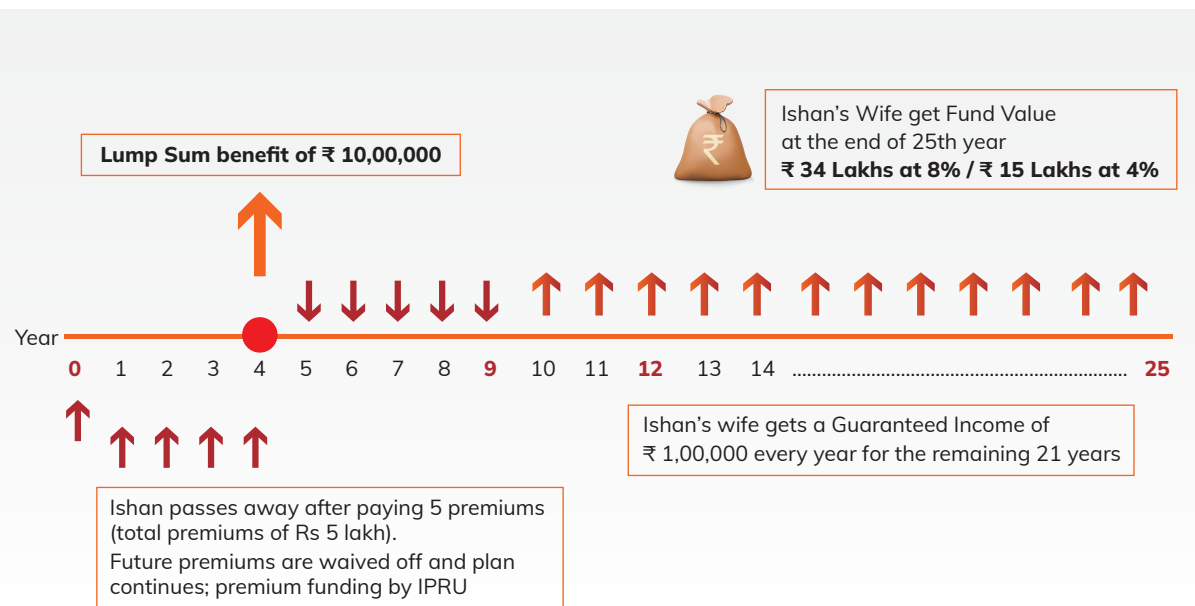 Ishan’s Wife get Fund Value
at the end of 25th year
₹ 34 Lakhs at 8% / ₹ 15 Lakhs at 4%
Lump Sum benefit of ₹ 10,00,000
₹
Year
0 1 2 3 4 5 6 7 8 9 10 11 12 13 14 ........................................................................ 25
Ishan’s wife gets a Guaranteed Income of
₹ 1,00,000 every year for the remaining 21 years
Ishan passes away after paying 5 premiums
(total premiums of Rs 5 lakh).
Future premiums are waived off and plan
continues; premium funding by IPRU